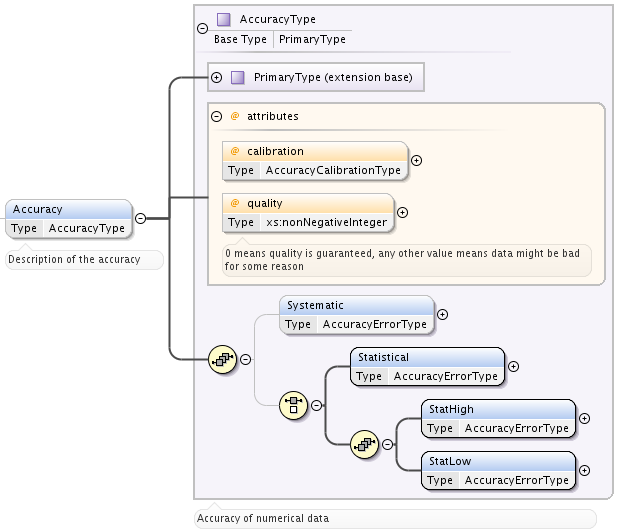 AccuracyType
Base Type PrimaryType
PrimaryType (extension base)
@ attributes
@ calibration
Type AccuracyCalibrationType
@ quality
Type xs:nonNegativeInteger
0 means quality is guaranteed, any other value means data might be bad
for some reason
Accuracy
Type AccuracyType
Description of the accuracy
Systematic
Type AccuracyErrorType
Statistical
Type AccuracyErrorType
StatHigh
Type AccuracyErrorType
StatLow
Type AccuracyErrorType
Accuracy of numerical data